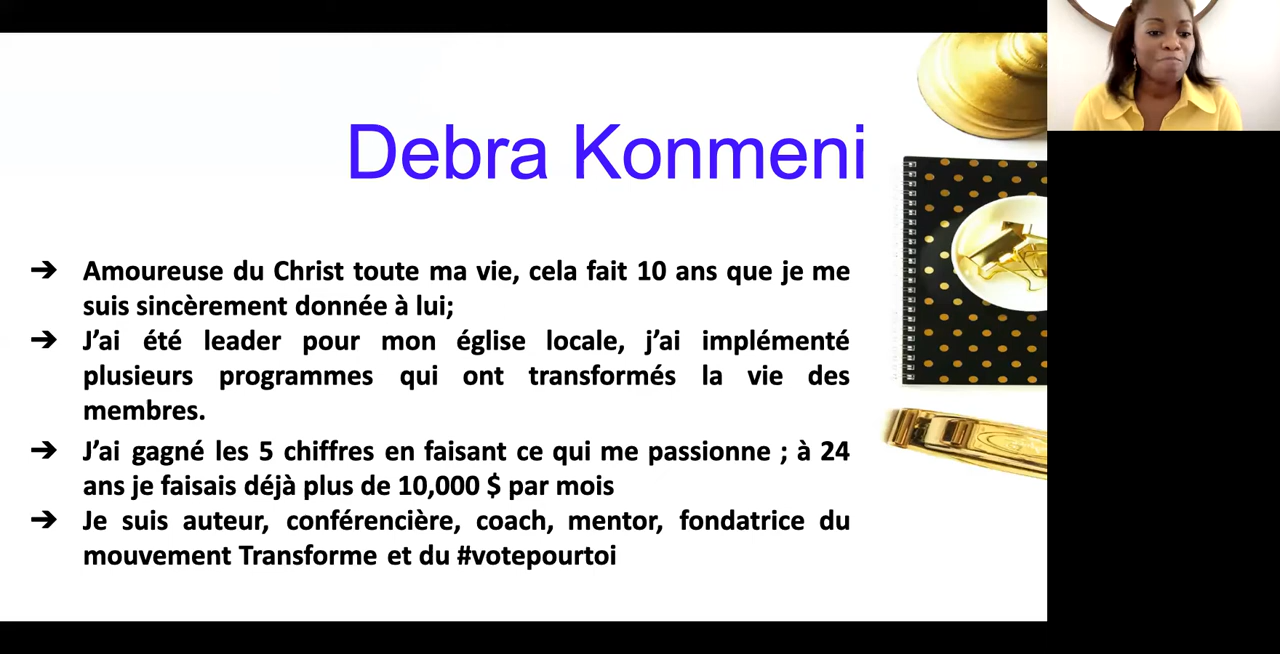 Debra Konmeni
➔ Amoureuse du Christ toute ma vie, cela fait 10 ans que je me
suis sincèrement donnée à lui;
➔ J’ai été leader pour mon église locale, j’ai implémenté
plusieurs programmes qui ont transformés la vie des
membres.
➔ J’ai gagné les 5 chiffres en faisant ce qui me passionne ; à 24
ans je faisais déjà plus de 10,000 $ par mois
➔ Je suis auteur, conférencière, coach, mentor, fondatrice du
mouvement Transforme et du #votepourtoi